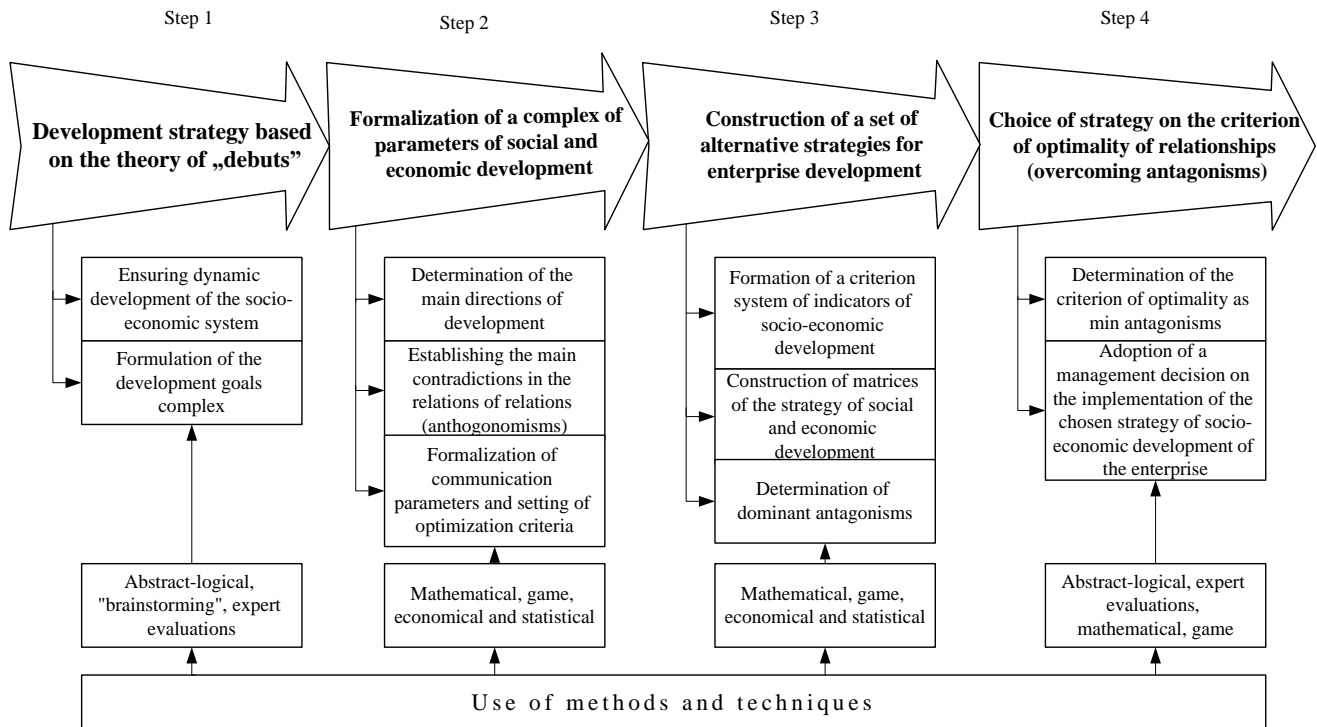 Step 1
Step 2
Step 3
Step 4
Development strategy based
on the theory of „debuts”
Formalization of a complex of
parameters of social and
economic development
Construction of a set of
alternative strategies for
enterprise development
Choice of strategy on the criterion
of optimality of relationships
(overcoming antagonisms)
Ensuring dynamic
development of the socio-
economic system
Formulation of the
development goals
complex
Determination of the
main directions of
development
Establishing the main
contradictions in the
relations of relations
(anthogonomisms)
Formalization of
communication
parameters and setting of
optimization criteria
Formation of a criterion
system of indicators of
socio-economic
development
Construction of matrices
of the strategy of social
and economic
development
Determination of
dominant antagonisms
Determination of the
criterion of optimality as
min antagonisms
Adoption of a
management decision on
the implementation of the
chosen strategy of socio-
economic development of
the enterprise
Abstract-logical,
"brainstorming", expert
evaluations
Mathematical, game,
economical and statistical
Mathematical, game,
economical and statistical
Abstract-logical, expert
evaluations,
mathematical, game
Use of methods and techniques